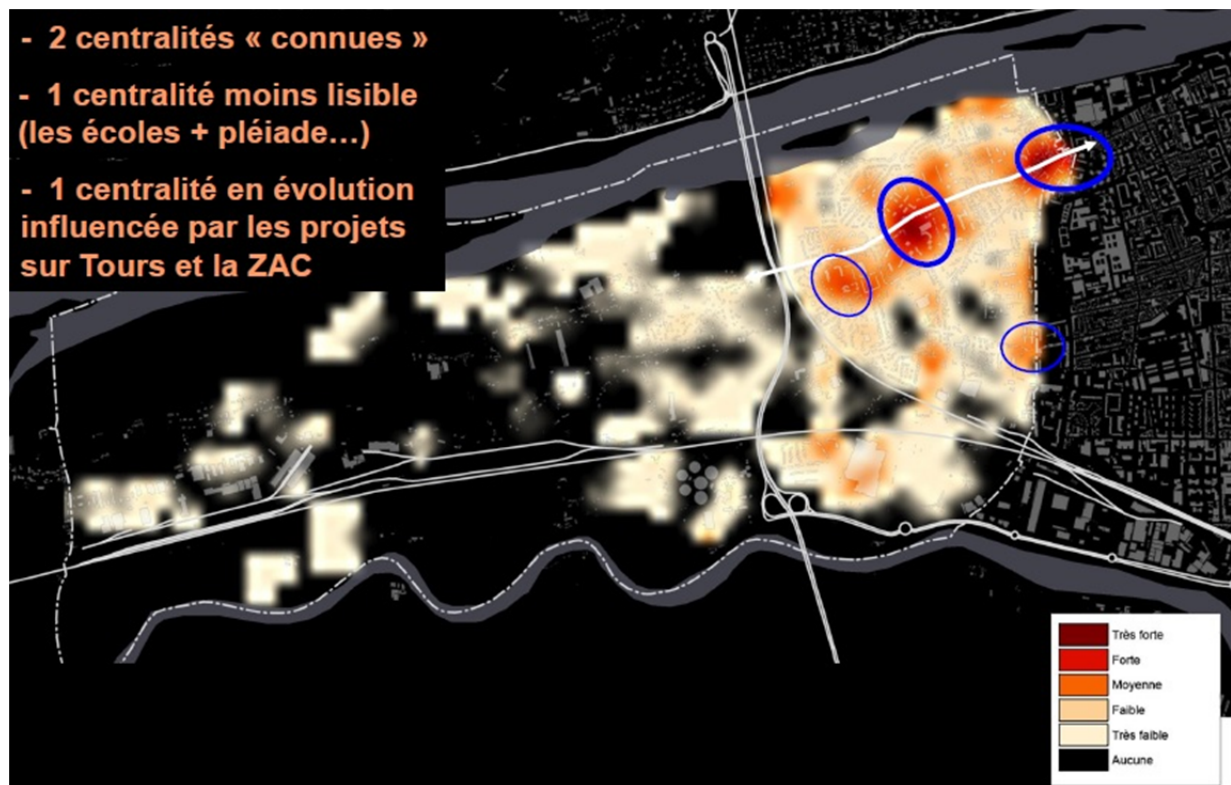 - 2 centralités « connues »
- 1 centralité moins lisible
(les écoles + pléiade...)
- 1 centralité en évolution
influencée par les projets
sur Tours et la ZAC
Très forte
Forte
Moyenne
Faible
Très faible
Aucune